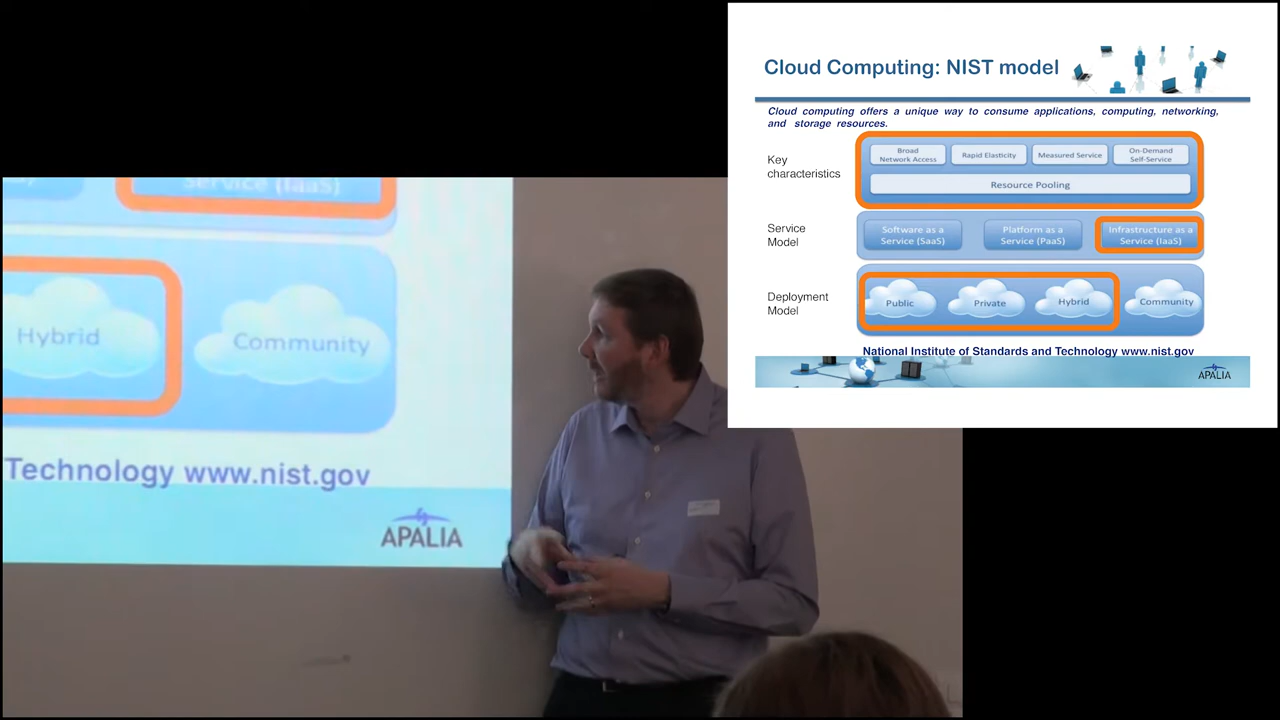 Service (IaaS)
Hybrid
Community
Technology www.nist.gov
APALIA
Cloud Computing: NIST model
Cloud computing offers a unique way to consume applications, computing, networking,
and storage resources.
Key
characteristics
Broad
Network Access
Rapid Elasticity
Measured Service
On-Demand
Self-Service
Resource Pooling
Service
Model
Software as a
Service (SaaS)
Platform as a
Service (PaaS)
Infrastructure as a
Service (IaaS)
Deployment
Model
Public
Private
Hybrid
Community
National Institute of Standards and Technology www.nist.gov
APALIA